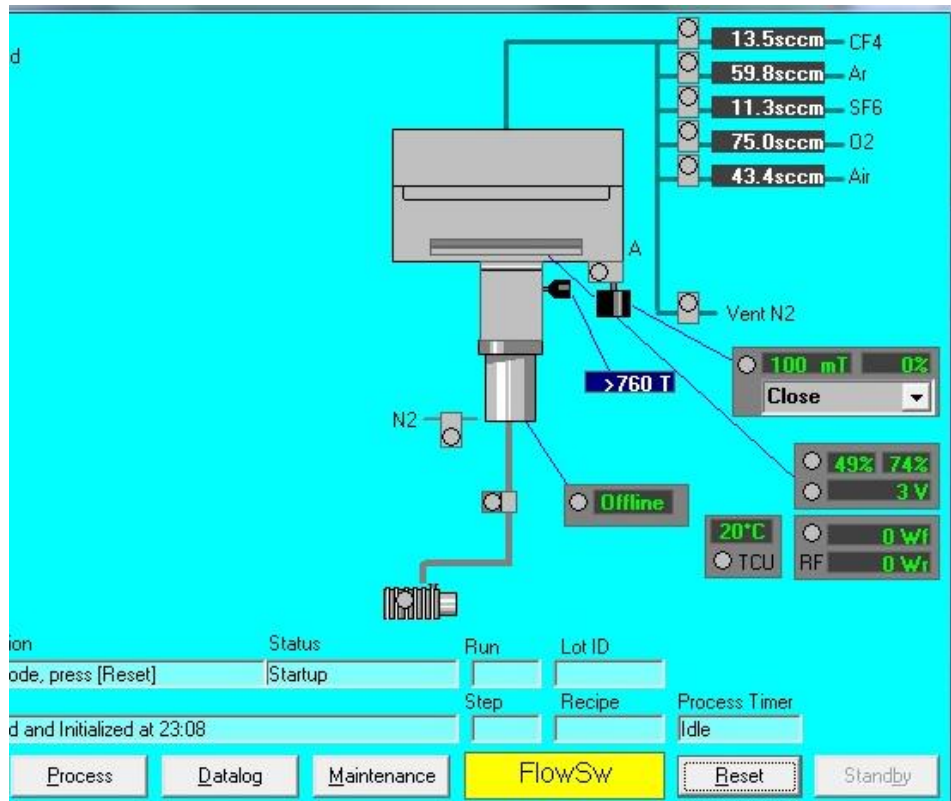 d
13.5sccm CF4
59.8sccm Ar
11.3sccm SF6
75.0sccm O2
43.4sccm Air
A
Vent N2
100 mT 0%
>760 T
Close
N2
49% 74%
Offline
3 V
20°C
0 Wf
TCU RF 0 Wr
ion Status Run Lot ID
ode, press [Reset] Startup
Step Recipe Process Timer
d and Initialized at 23:08 Idle
Process Datalog Maintenance FlowSw Reset Standby